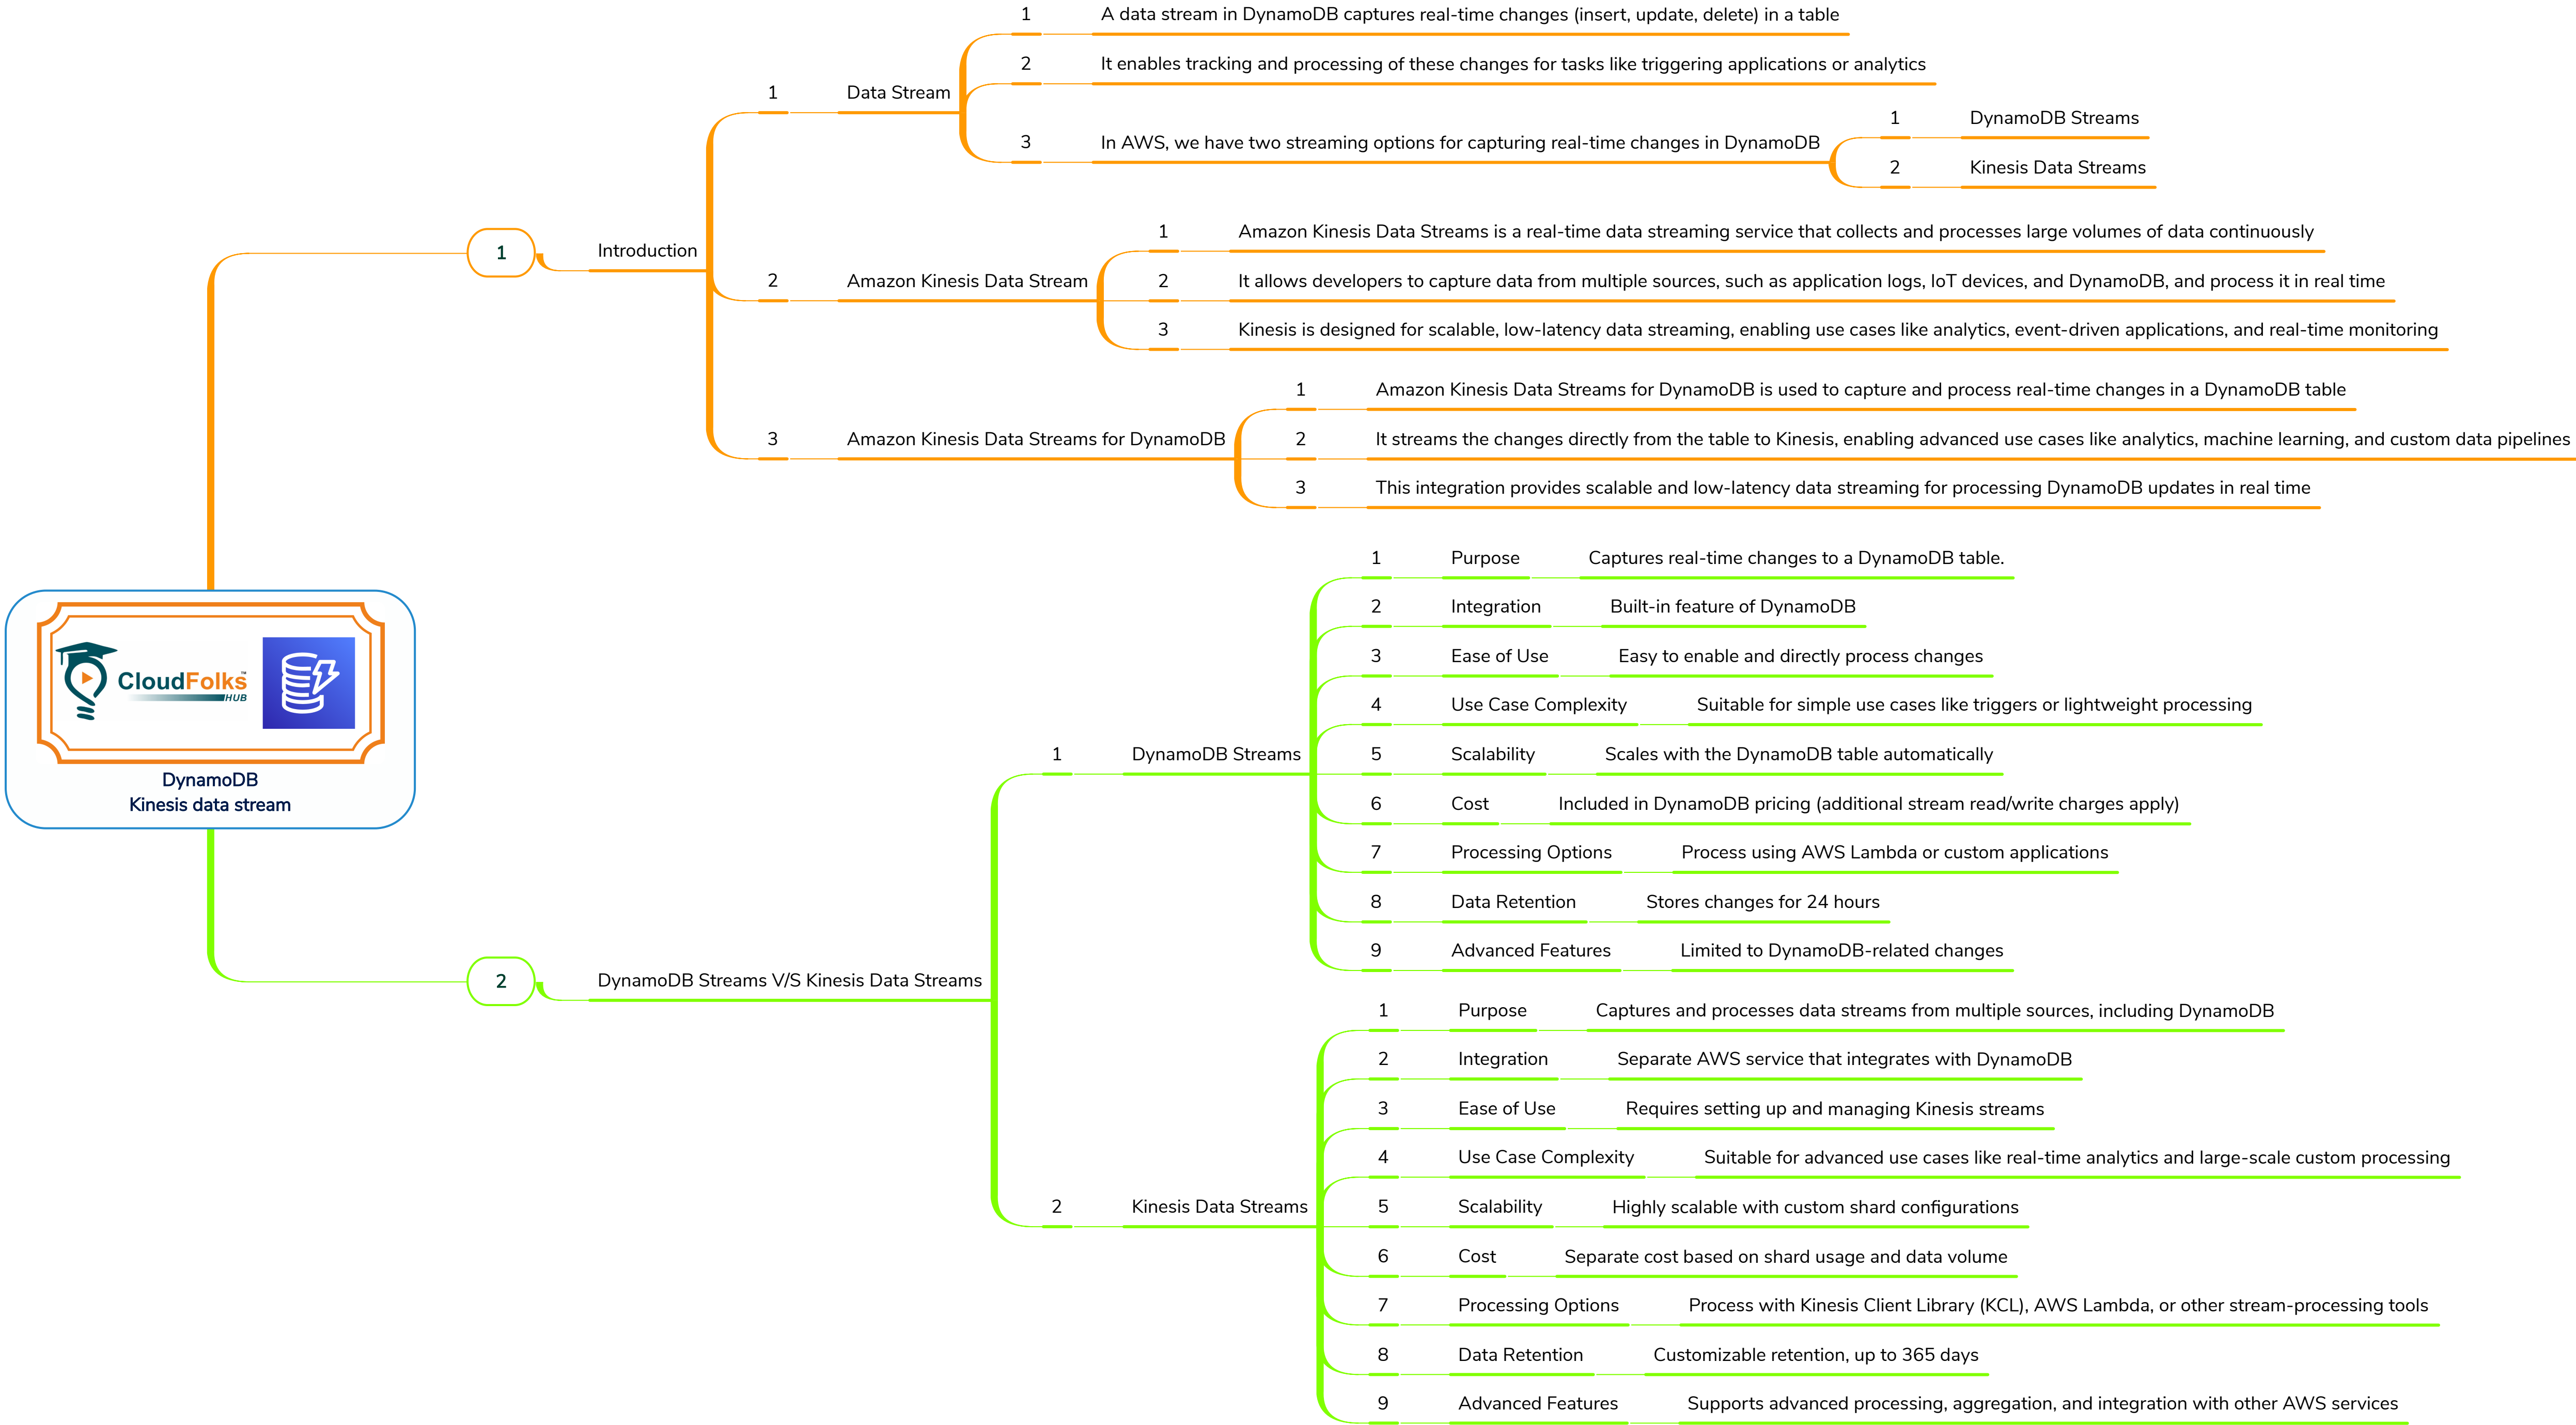 1 A data stream in DynamoDB captures real-time changes (insert, update, delete) in a table
2 It enables tracking and processing of these changes for tasks like triggering applications or analytics
1 Data Stream
3 In AWS, we have two streaming options for capturing real-time changes in DynamoDB
1 DynamoDB Streams
2 Kinesis Data Streams
1 Introduction
1 Amazon Kinesis Data Streams is a real-time data streaming service that collects and processes large volumes of data continuously
2 Amazon Kinesis Data Stream
2 It allows developers to capture data from multiple sources, such as application logs, IoT devices, and DynamoDB, and process it in real time
3 Kinesis is designed for scalable, low-latency data streaming, enabling use cases like analytics, event-driven applications, and real-time monitoring
1 Amazon Kinesis Data Streams for DynamoDB is used to capture and process real-time changes in a DynamoDB table
3 Amazon Kinesis Data Streams for DynamoDB
2 It streams the changes directly from the table to Kinesis, enabling advanced use cases like analytics, machine learning, and custom data pipelines
3 This integration provides scalable and low-latency data streaming for processing DynamoDB updates in real time
CloudFolks™
HUB
DynamoDB
Kinesis data stream
2 DynamoDB Streams V/S Kinesis Data Streams
1 DynamoDB Streams
1 Purpose Captures real-time changes to a DynamoDB table.
2 Integration Built-in feature of DynamoDB
3 Ease of Use Easy to enable and directly process changes
4 Use Case Complexity Suitable for simple use cases like triggers or lightweight processing
5 Scalability Scales with the DynamoDB table automatically
6 Cost Included in DynamoDB pricing (additional stream read/write charges apply)
7 Processing Options Process using AWS Lambda or custom applications
8 Data Retention Stores changes for 24 hours
9 Advanced Features Limited to DynamoDB-related changes
2 Kinesis Data Streams
1 Purpose Captures and processes data streams from multiple sources, including DynamoDB
2 Integration Separate AWS service that integrates with DynamoDB
3 Ease of Use Requires setting up and managing Kinesis streams
4 Use Case Complexity Suitable for advanced use cases like real-time analytics and large-scale custom processing
5 Scalability Highly scalable with custom shard configurations
6 Cost Separate cost based on shard usage and data volume
7 Processing Options Process with Kinesis Client Library (KCL), AWS Lambda, or other stream-processing tools
8 Data Retention Customizable retention, up to 365 days
9 Advanced Features Supports advanced processing, aggregation, and integration with other AWS services